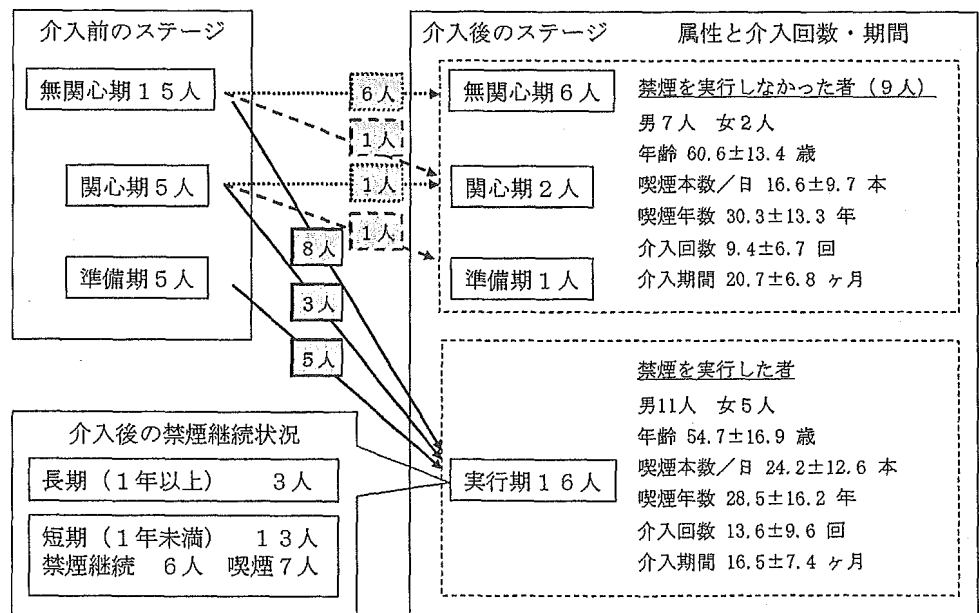 介入前のステージ
無関心期15人
関心期5人
準備期5人
6人
1人
1人
1人
8人
3人
5人
介入後のステージ 属性と介入回数・期間
無関心期6人
関心期2人
準備期1人
禁煙を実行しなかった者(9人)
男7人 女2人
年齢 60.6±13.4 歳
喫煙本数/日 16.6±9.7 本
喫煙年数 30.3±13.3 年
介入回数 9.4±6.7 回
介入期間 20.7±6.8 ヶ月
実行期16人
禁煙を実行した者
男11人 女5人
年齢 54.7±16.9 歳
喫煙本数/日 24.2±12.6 本
喫煙年数 28.5±16.2 年
介入回数 13.6±9.6 回
介入期間 16.5±7.4 ヶ月
介入後の禁煙継続状況
長期(1年以上) 3人
短期(1年未満) 13人
禁煙継続 6人 喫煙7人